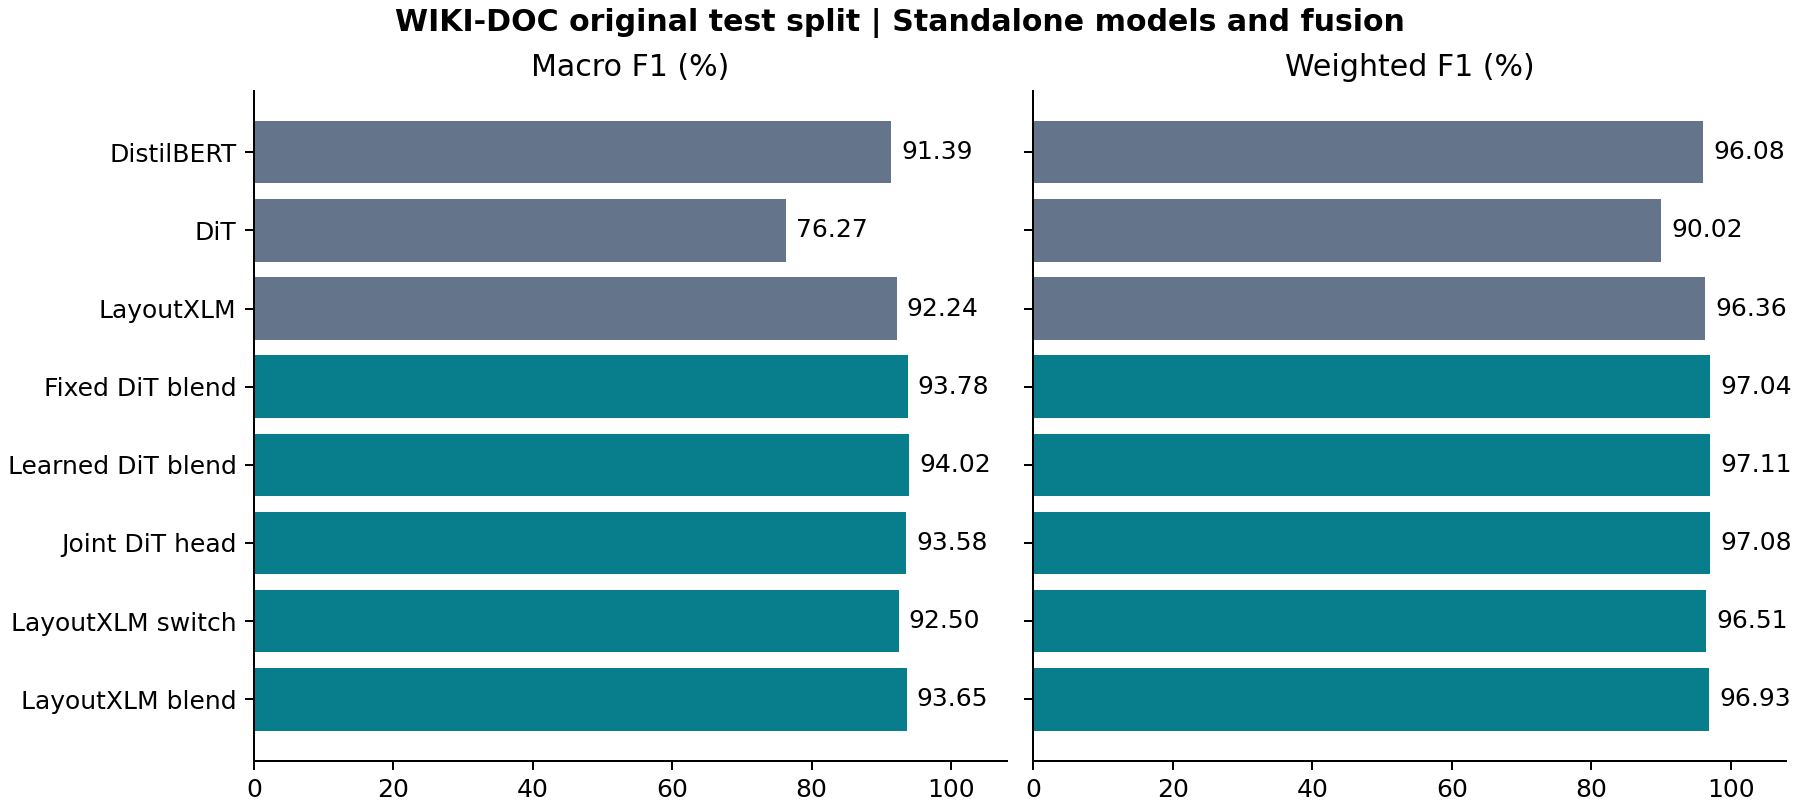 WIKI-DOC original test split | Standalone models and fusion
Macro F1 (%)
Weighted F1 (%)
DistilBERT 91.39 96.08
DiT 76.27 90.02
LayoutXLM 92.24 96.36
Fixed DiT blend 93.78 97.04
Learned DiT blend 94.02 97.11
Joint DiT head 93.58 97.08
LayoutXLM switch 92.50 96.51
LayoutXLM blend 93.65 96.93
0 20 40 60 80 100
0 20 40 60 80 100